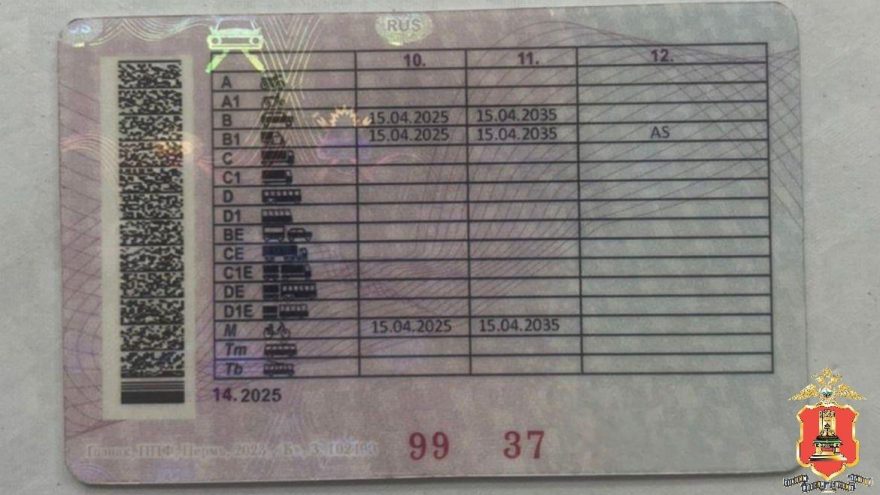 RUS
10. 11. 12.
A
A1
B 15.04.2025 15.04.2035
B1 15.04.2025 15.04.2035 AS
C
C1
D
D1
BE
CE
C1E
DE
D1E
M 15.04.2025 15.04.2035
Tm
Tb
14. 2025
Пермь, 2023
99 37